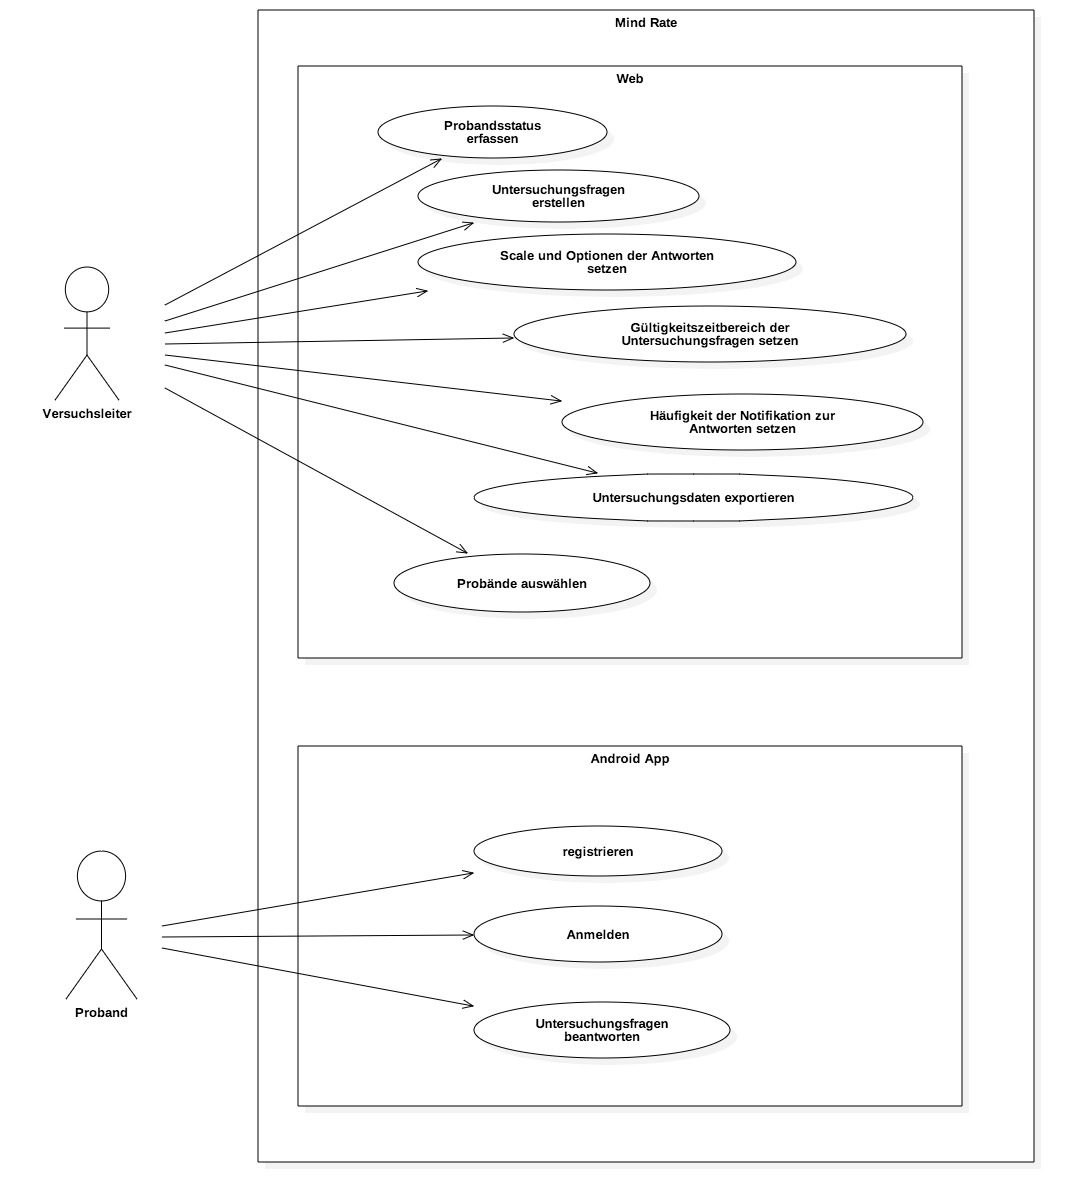 Mind Rate
Web
Probandsstatus
erfassen
Untersuchungsfragen
erstellen
Scale und Optionen der Antworten
setzen
Gültigkeitszeitbereich der
Untersuchungsfragen setzen
Häufigkeit der Notifikation zur
Antworten setzen
Versuchsleiter
Untersuchungsdaten exportieren
Probände auswählen
Android App
registrieren
Anmelden
Proband
Untersuchungsfragen
beantworten